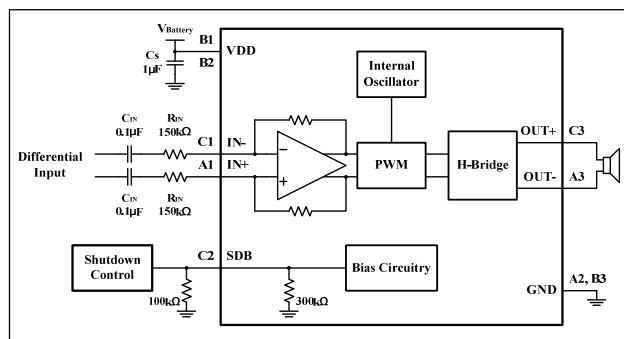 VBattery
B1
VDD
Cs
1µF
B2
Internal
Oscillator
CIN
0.1µF
RIN
150kΩ
C1
IN-
OUT+
C3
Differential
Input
A1
IN+
PWM
H-Bridge
OUT-
A3
CIN
0.1µF
RIN
150kΩ
Shutdown
Control
C2
SDB
Bias Circuitry
100kΩ
300kΩ
GND
A2, B3